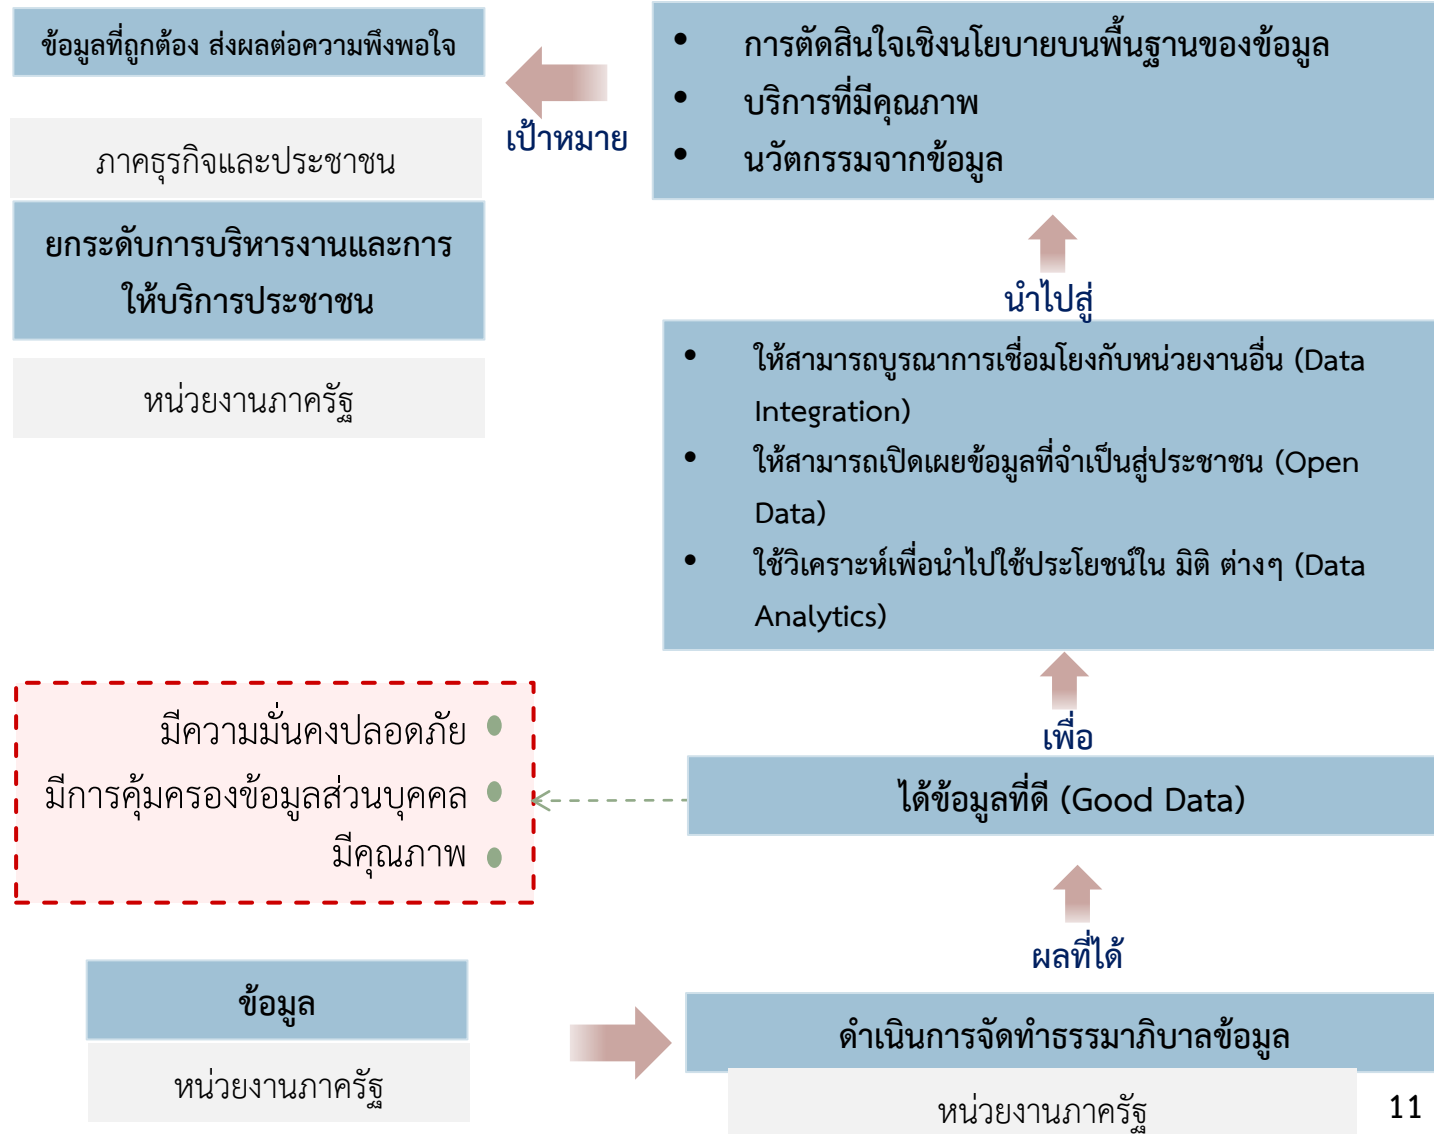 ข้อมูลที่ถูกต้อง ส่งผลต่อความพึงพอใจ
ภาคธุรกิจและประชาชน
ยกระดับการบริหารงานและการ
ให้บริการประชาชน
หน่วยงานภาครัฐ
เป้าหมาย
• การตัดสินใจเชิงนโยบายบนพื้นฐานของข้อมูล
• บริการที่มีคุณภาพ
• นวัตกรรมจากข้อมูล
นำไปสู่
• ให้สามารถบูรณาการเชื่อมโยงกับหน่วยงานอื่น (Data
Integration)
• ให้สามารถเปิดเผยข้อมูลที่จำเป็นสู่ประชาชน (Open
Data)
• ใช้วิเคราะห์เพื่อนำไปใช้ประโยชน์ใน มิติ ต่างๆ (Data
Analytics)
เพื่อ
มีความมั่นคงปลอดภัย
มีการคุ้มครองข้อมูลส่วนบุคคล
มีคุณภาพ
ได้ข้อมูลที่ดี (Good Data)
ผลที่ได้
ข้อมูล
หน่วยงานภาครัฐ
ดำเนินการจัดทำธรรมาภิบาลข้อมูล
หน่วยงานภาครัฐ
11